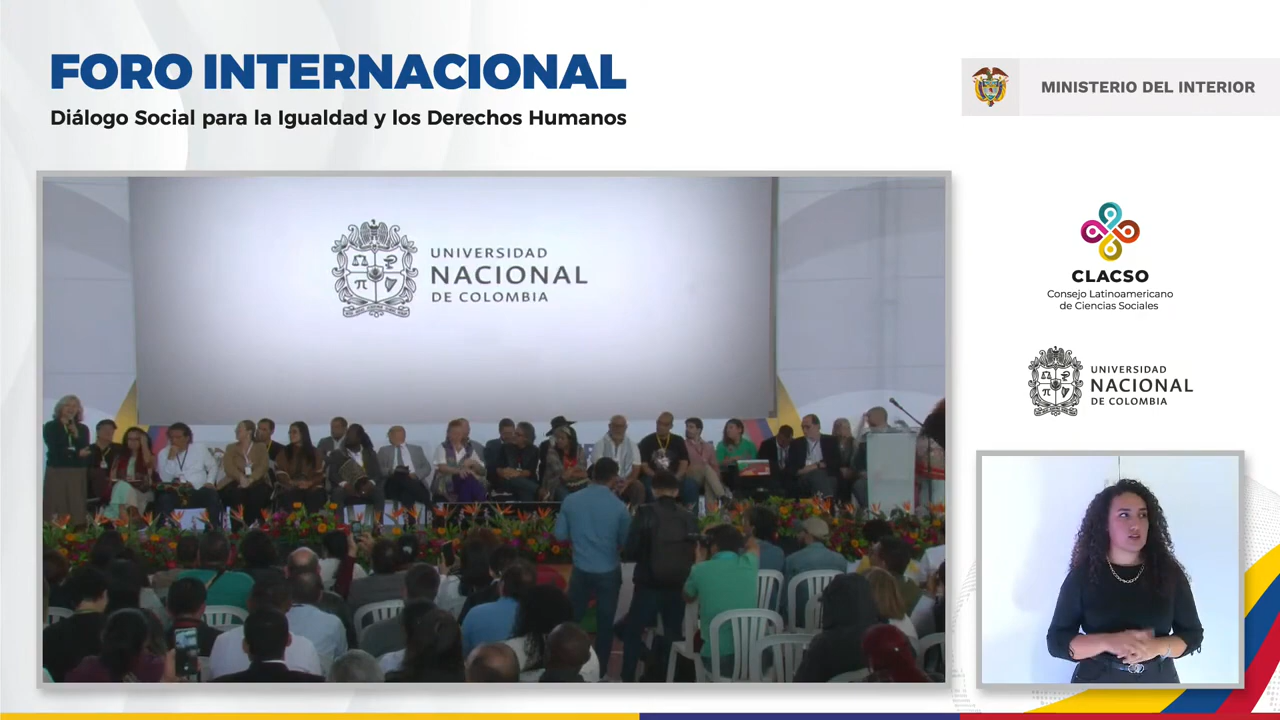 FORO INTERNACIONAL
Diálogo Social para la Igualdad y los Derechos Humanos
MINISTERIO DEL INTERIOR
UNIVERSIDAD
NACIONAL
DE COLOMBIA
CLACSO
Consejo Latinoamericano
de Ciencias Sociales
UNIVERSIDAD
NACIONAL
DE COLOMBIA